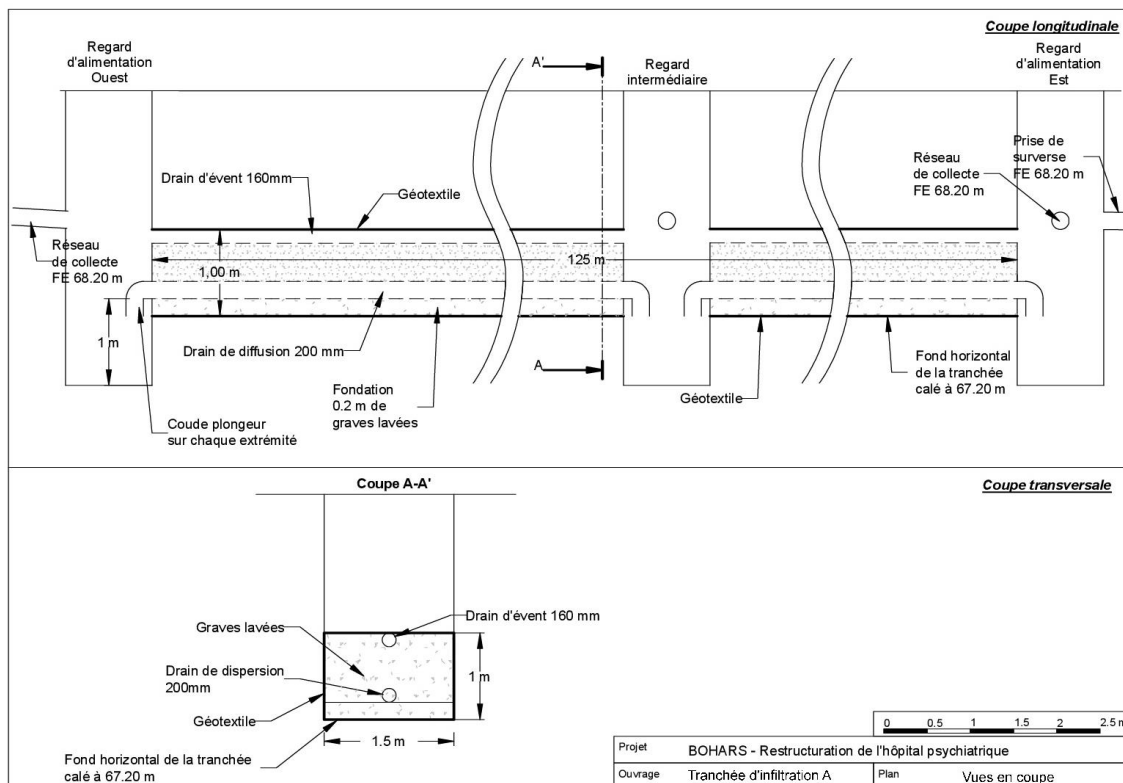 Coupe longitudinale
Regard
d'alimentation
Ouest
A'
Regard
intermédiaire
Regard
d'alimentation
Est
Drain d'évent 160mm
Géotextile
Réseau
de collecte
FE 68.20 m
Prise de
surverse
FE 68.20 m
Réseau
de collecte
FE 68.20 m
1,00 m
125 m
1 m
Drain de diffusion 200 mm
Fondation
0.2 m de
graves lavées
A
Géotextile
Fond horizontal
de la tranchée
calé à 67.20 m
Coude plongeur
sur chaque extrémité
Coupe A-A'
Coupe transversale
Graves lavées
Drain d'évent 160 mm
Drain de dispersion
200mm
1 m
Géotextile
1.5 m
Fond horizontal de la tranchée
calé à 67.20 m
0 0.5 1 1.5 2 2.5 m
Projet BOHARS - Restructuration de l'hôpital psychiatrique
Ouvrage Tranchée d'infiltration A Plan Vues en coupe